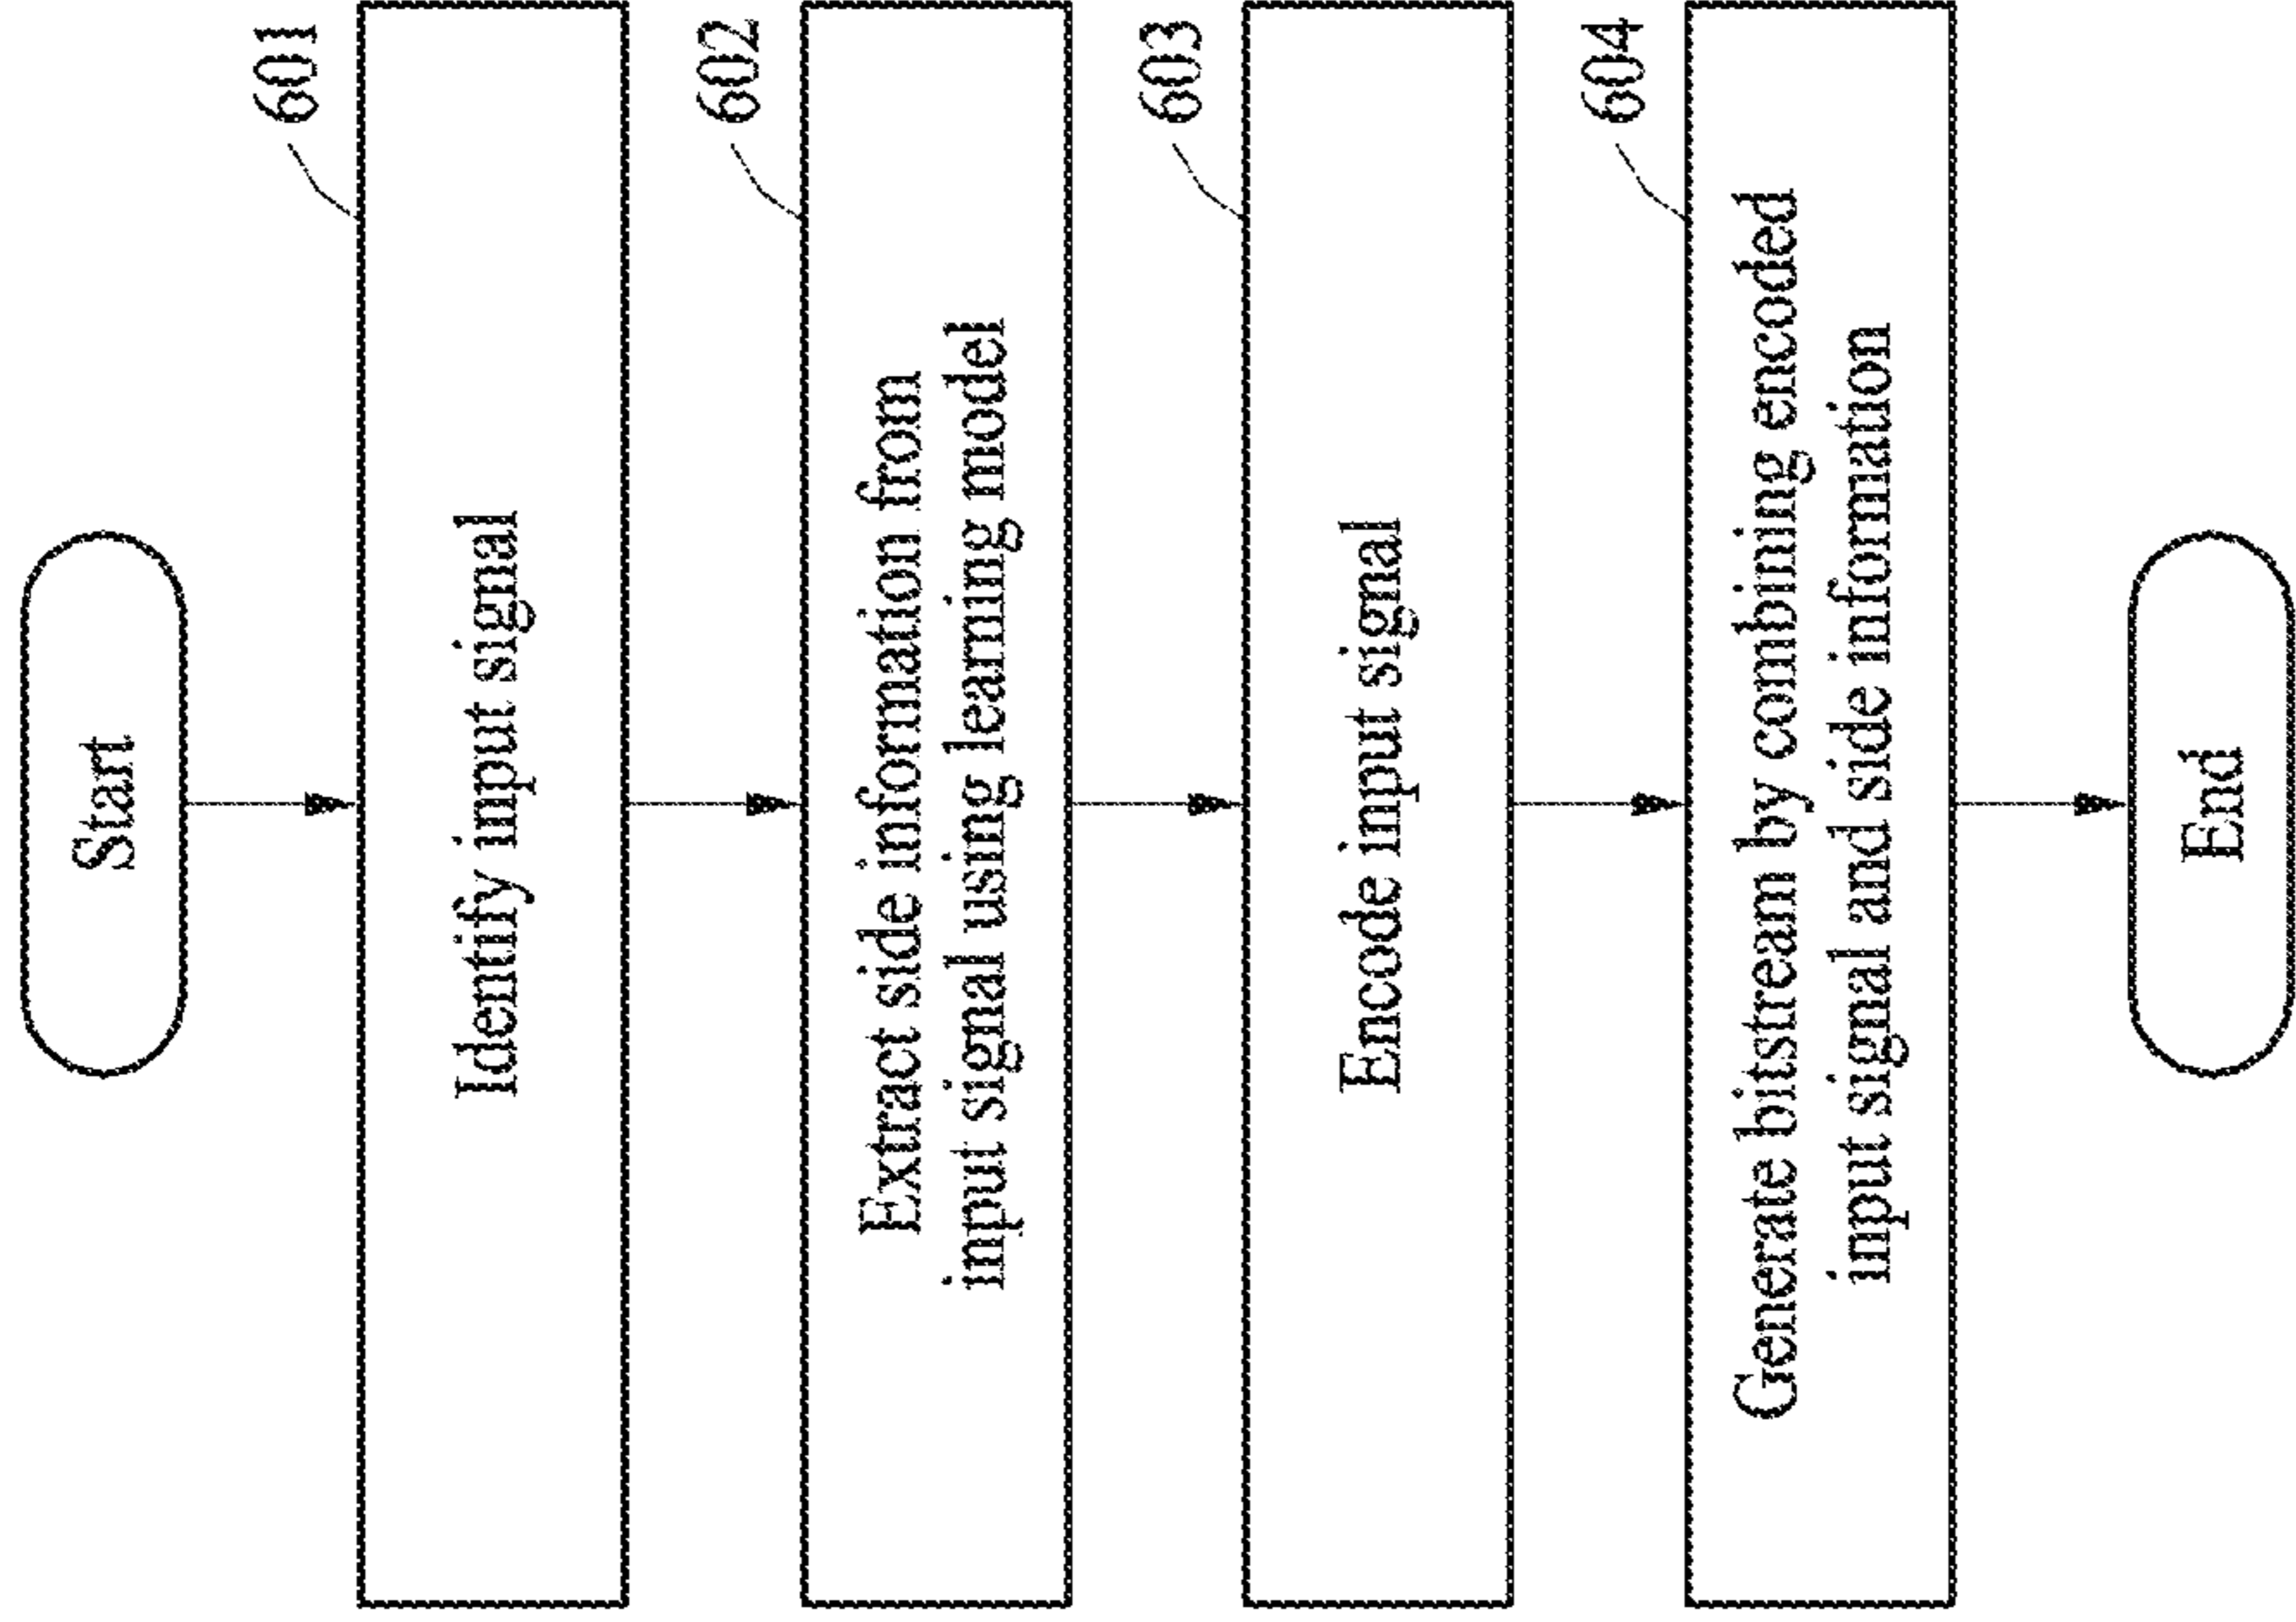 Start
601
Identify input signal
602
Extract side information from
input signal using learning model
603
Encode input signal
604
Generate bitstream by combining encoded
input signal and side information
End